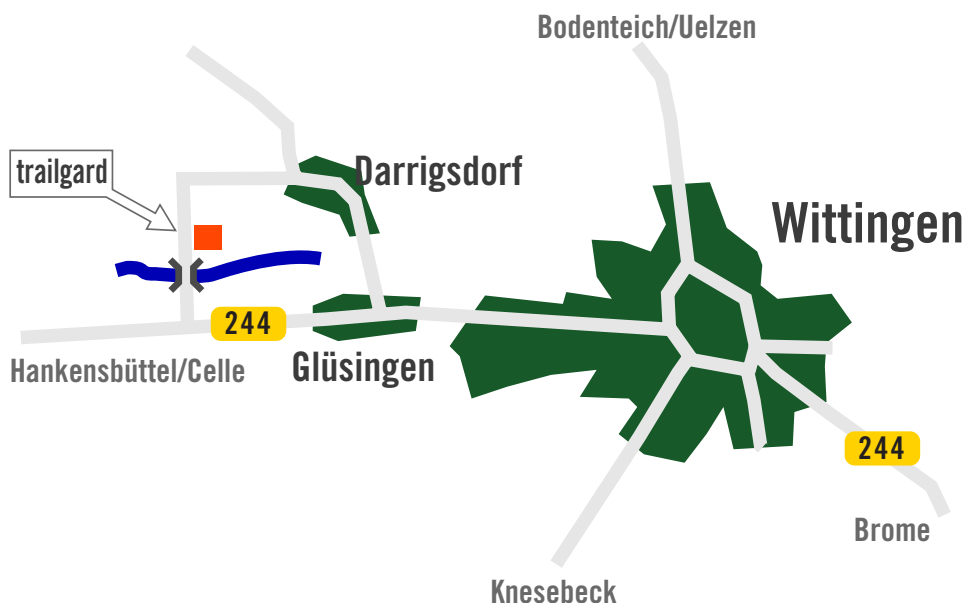 Bodenteich/Uelzen
trailgard
Darrigsdorf
Wittingen
244
Hankensbüttel/Celle
Glüsingen
244
Brome
Knesebeck